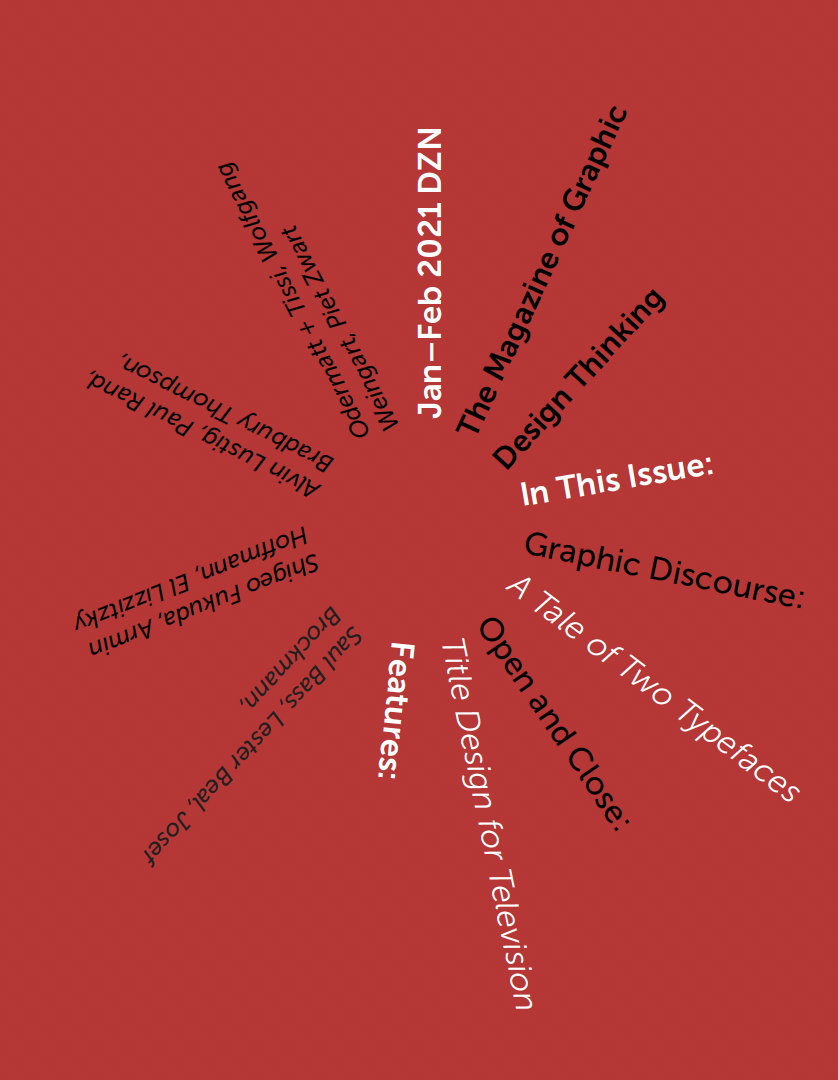 Jan–Feb 2021 DZN
The Magazine of Graphic
Design Thinking
In This Issue:
Graphic Discourse:
A Tale of Two Typefaces
Open and Close:
Title Design for Television
Features:
Saul Bass, Lester Beal, Josef
Brockmann,
Shigeo Fukuda, Armin
Hoffmann, El Lizzitzky
Alvin Lustig, Paul Rand,
Bradbury Thompson,
Odermatt + Tissi, Wolfgang
Weingart, Piet Zwart